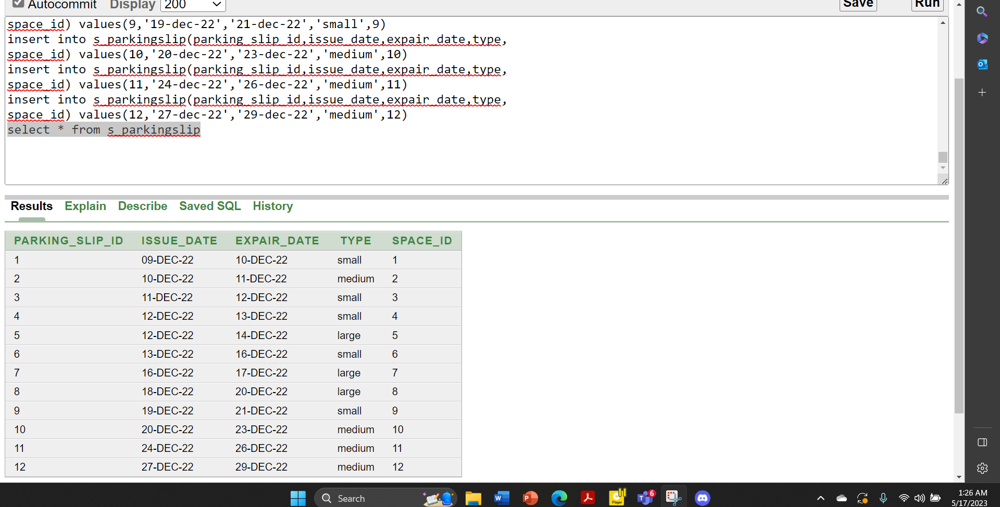 Autocommit Display 200 Save Run
space_id) values(9,'19-dec-22','21-dec-22','small',9)
insert into s_parkingslip(parking_slip_id,issue_date,expair_date,type,
space_id) values(10,'20-dec-22','23-dec-22','medium',10)
insert into s_parkingslip(parking_slip_id,issue_date,expair_date,type,
space_id) values(11,'24-dec-22','26-dec-22','medium',11)
insert into s_parkingslip(parking_slip_id,issue_date,expair_date,type,
space_id) values(12,'27-dec-22','29-dec-22','medium',12)
select * from s_parkingslip
Results Explain Describe Saved SQL History
PARKING_SLIP_ID ISSUE_DATE EXPAIR_DATE TYPE SPACE_ID
1 09-DEC-22 10-DEC-22 small 1
2 10-DEC-22 11-DEC-22 medium 2
3 11-DEC-22 12-DEC-22 small 3
4 12-DEC-22 13-DEC-22 small 4
5 12-DEC-22 14-DEC-22 large 5
6 13-DEC-22 16-DEC-22 small 6
7 16-DEC-22 17-DEC-22 large 7
8 18-DEC-22 20-DEC-22 large 8
9 19-DEC-22 21-DEC-22 small 9
10 20-DEC-22 23-DEC-22 medium 10
11 24-DEC-22 26-DEC-22 medium 11
12 27-DEC-22 29-DEC-22 medium 12
Search
W
P
Player
T
6
1:26 AM
5/17/2023